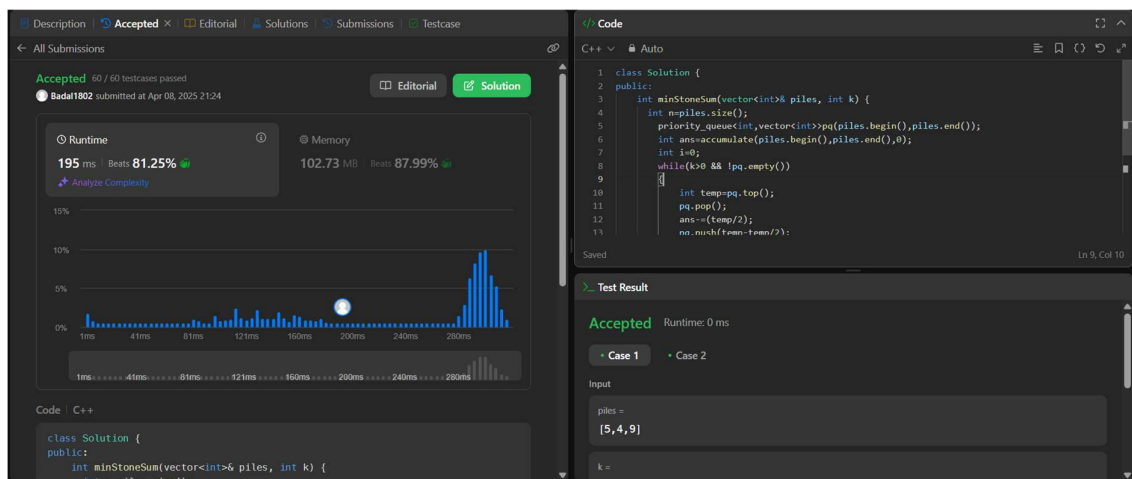 Description | Accepted × | Editorial | Solutions | Submissions | Testcase
← All Submissions
Accepted 60 / 60 testcases passed
Badal1802 submitted at Apr 08, 2025 21:24
Editorial
Solution
Runtime
195 ms | Beats 81.25%
Analyze Complexity
Memory
102.73 MB | Beats 87.99%
15%
10%
5%
0%
1ms 41ms 81ms 121ms 160ms 200ms 240ms 280ms
1ms 41ms 81ms 121ms 160ms 200ms 240ms 280ms
Code | C++
class Solution {
public:
    int minStoneSum(vector<int>& piles, int k) {
</> Code
C++ Auto
1 class Solution {
2 public:
3     int minStoneSum(vector<int>& piles, int k) {
4      int n=piles.size();
5        priority_queue<int,vector<int>>pq(piles.begin(),piles.end());
6        int ans=accumulate(piles.begin(),piles.end(),0);
7        int i=0;
8        while(k>0 && !pq.empty())
9        {
10            int temp=pq.top();
11            pq.pop();
12            ans-=(temp/2);
13            pq.push(temp-temp/2);
Saved
Ln 9, Col 10
>_ Test Result
Accepted Runtime: 0 ms
• Case 1 • Case 2
Input
piles =
[5,4,9]
k =